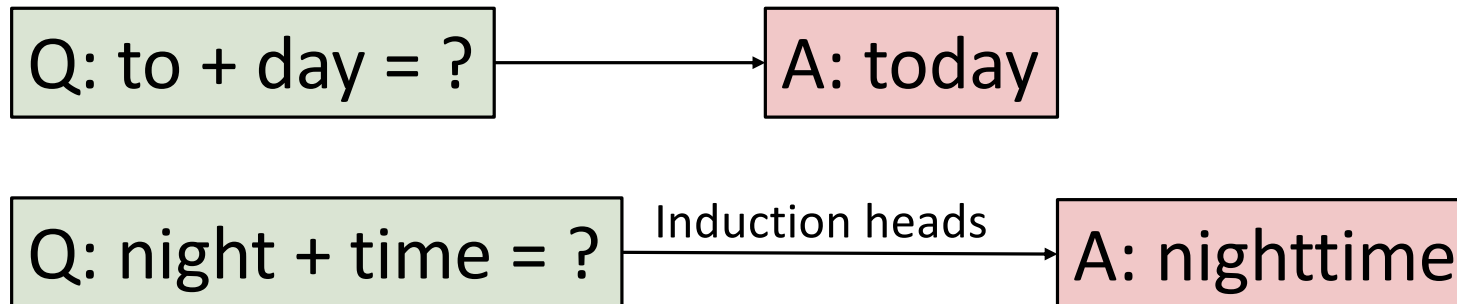 Q: to + day = ?
A: today
Induction heads
Q: night + time = ?
A: nighttime